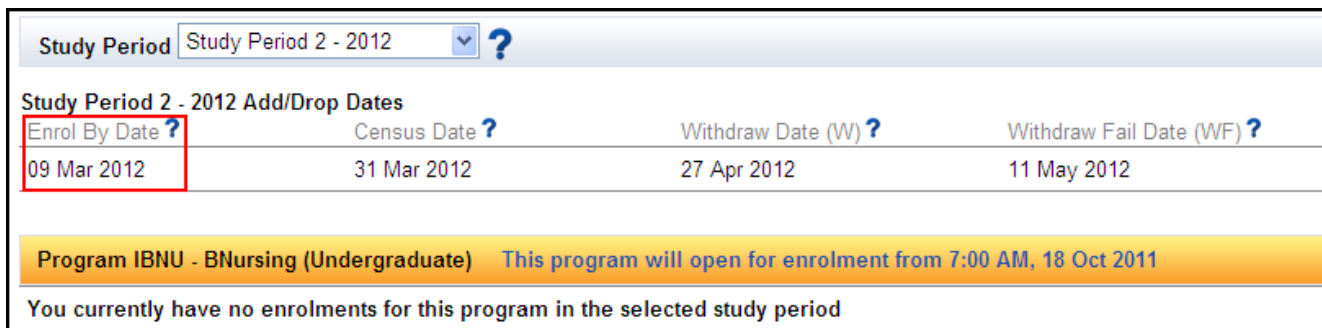 Study Period Study Period 2 - 2012 ?
Study Period 2 - 2012 Add/Drop Dates
Enrol By Date ? Census Date ? Withdraw Date (W) ? Withdraw Fail Date (WF) ?
09 Mar 2012 31 Mar 2012 27 Apr 2012 11 May 2012
Program IBNU - BNursing (Undergraduate) This program will open for enrolment from 7:00 AM, 18 Oct 2011
You currently have no enrolments for this program in the selected study period